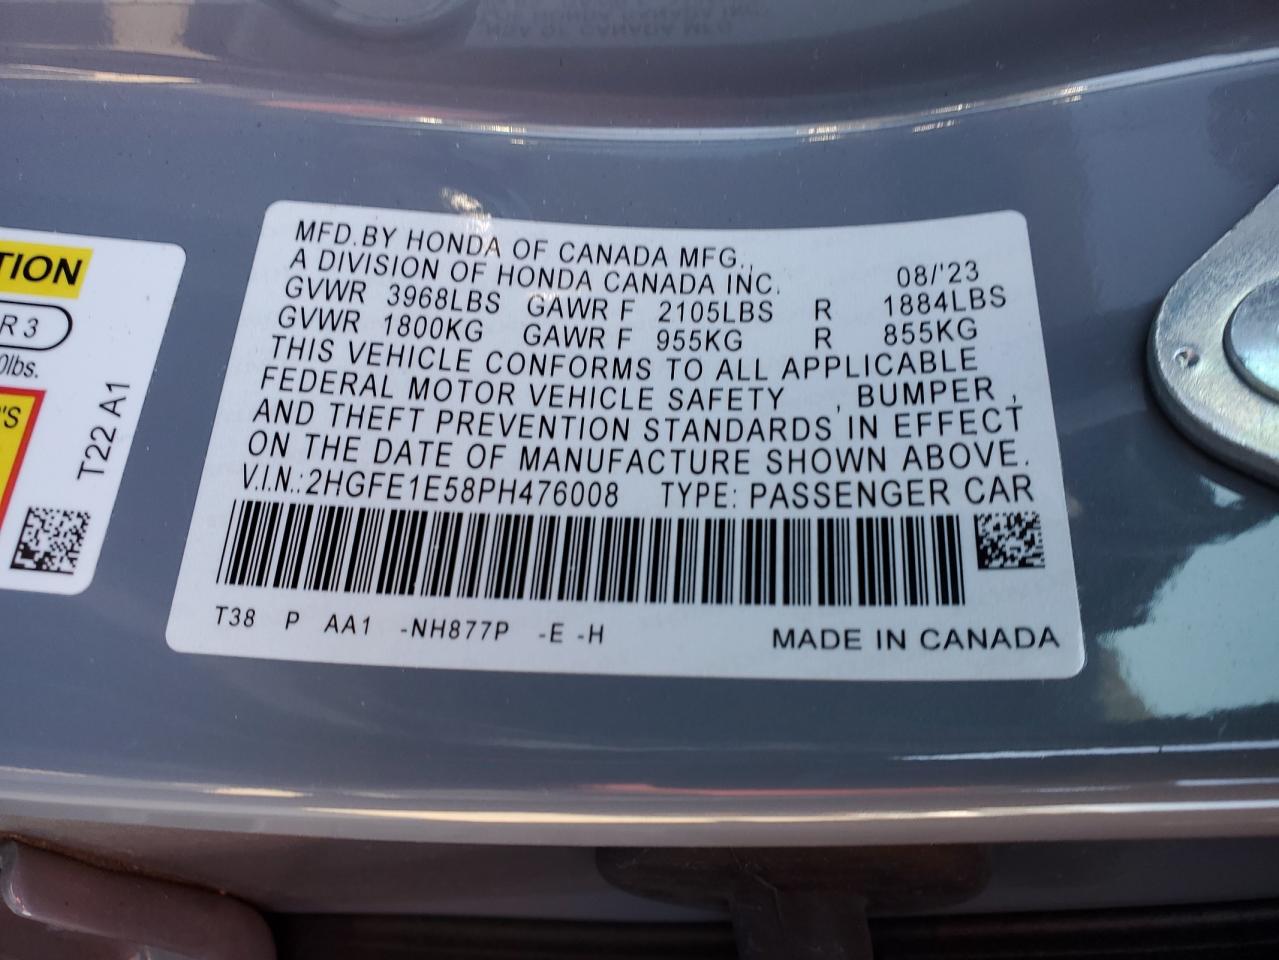 MFD. BY HONDA OF CANADA MFG.,
A DIVISION OF HONDA CANADA INC. 08/'23
GVWR 3968LBS GAWR F 2105LBS R 1884LBS
GVWR 1800KG GAWR F 955KG R 855KG
THIS VEHICLE CONFORMS TO ALL APPLICABLE
FEDERAL MOTOR VEHICLE SAFETY , BUMPER ,
AND THEFT PREVENTION STANDARDS IN EFFECT
ON THE DATE OF MANUFACTURE SHOWN ABOVE.
V.I.N.:2HGFE1E58PH476008 TYPE: PASSENGER CAR
T38 P AA1 -NH877P -E -H
MADE IN CANADA
TION
R 3
0lbs.
'S
T22 A1